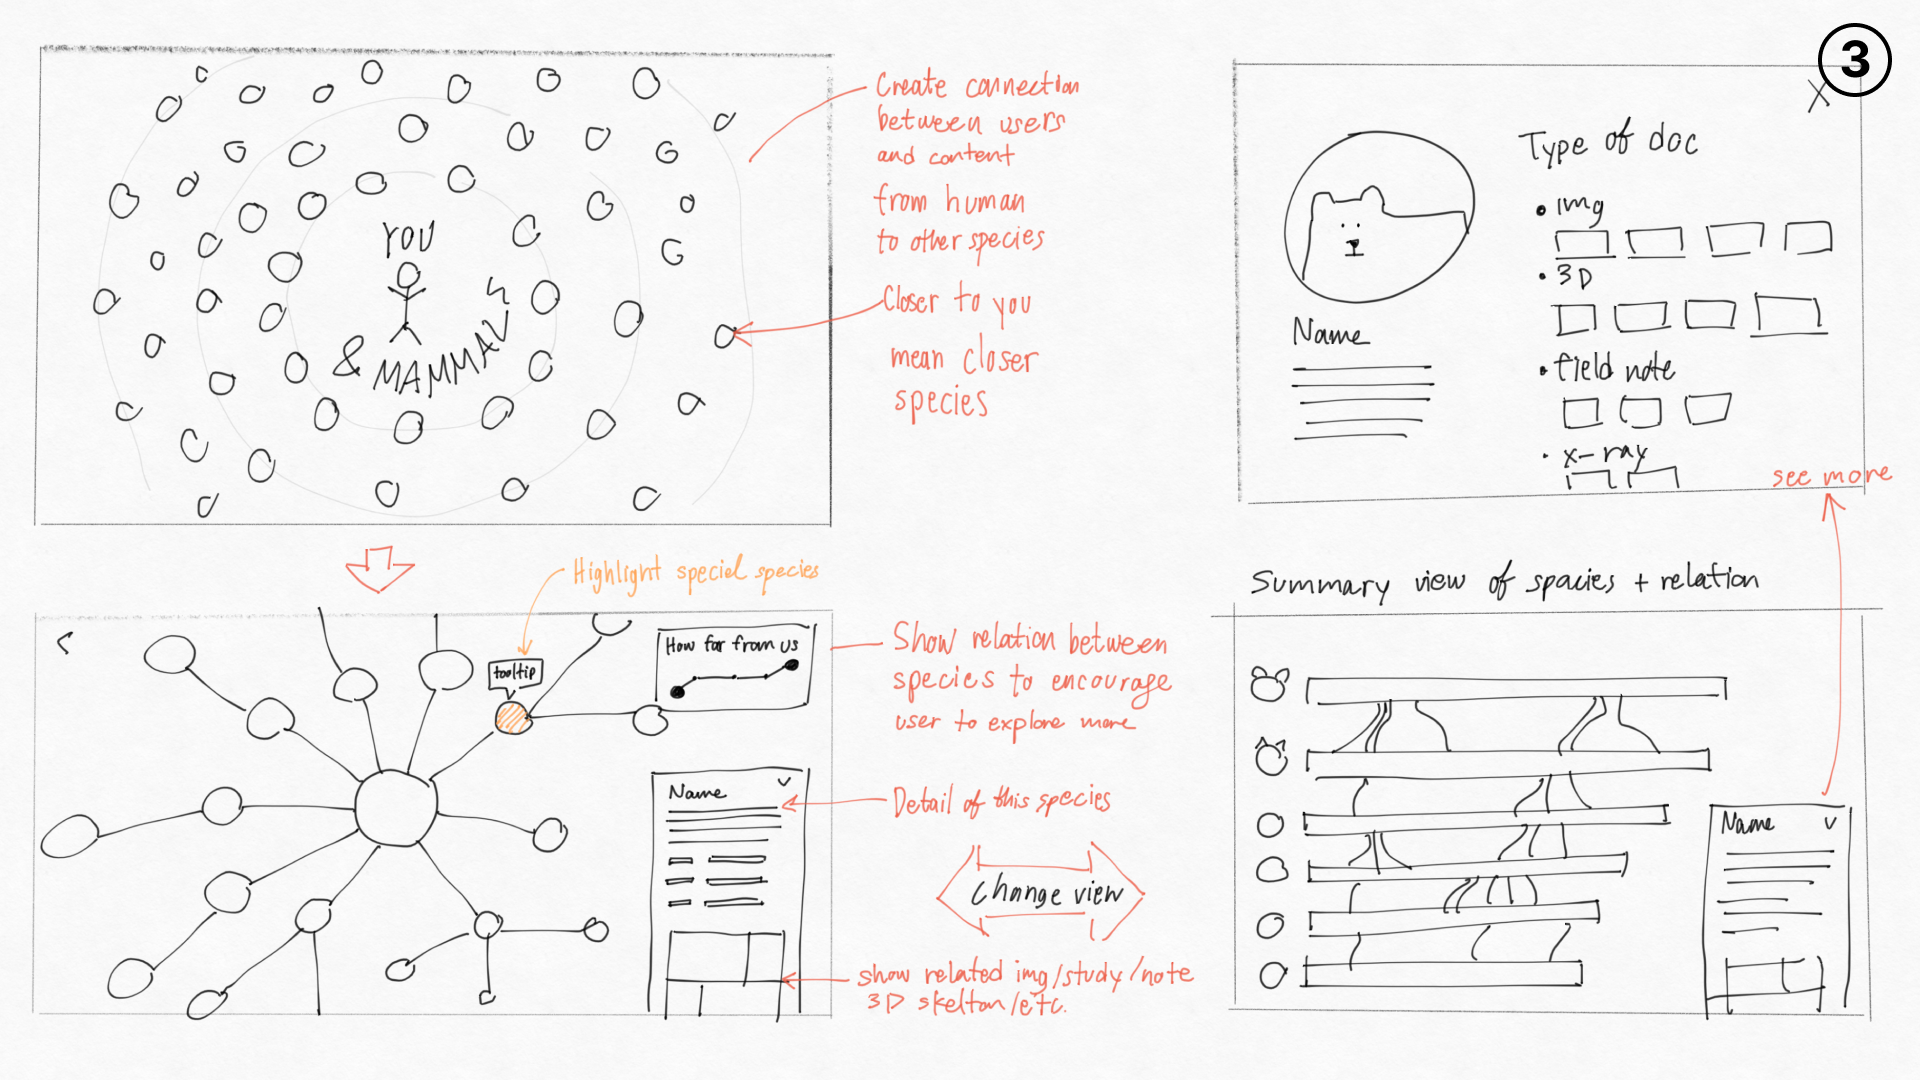 3
YOU
& MAMMALS
Create connection
between users
and content
from human
to other species
Closer to you
mean closer
species
X
Type of doc
• img
• 3D
• field note
• x-ray
Name
see more
Highlight special species
<
tooltip
How far from us
Show relation between
species to encourage
user to explore more
Name
Detail of this species
Change view
show related img/study/note
3D skelton/etc.
Summary view of spacies + relation
Name